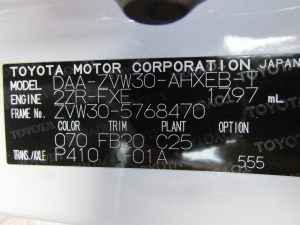 TOYOTA MOTOR CORPORATION JAPAN
MODEL DAA-ZVW30-AHXEB
ENGINE 2ZR-FXE 1797 mL
FRAME No. ZVW30-5768470
COLOR TRIM PLANT OPTION
070 FB20 C25
TRANS./AXLE P410 -01A
555